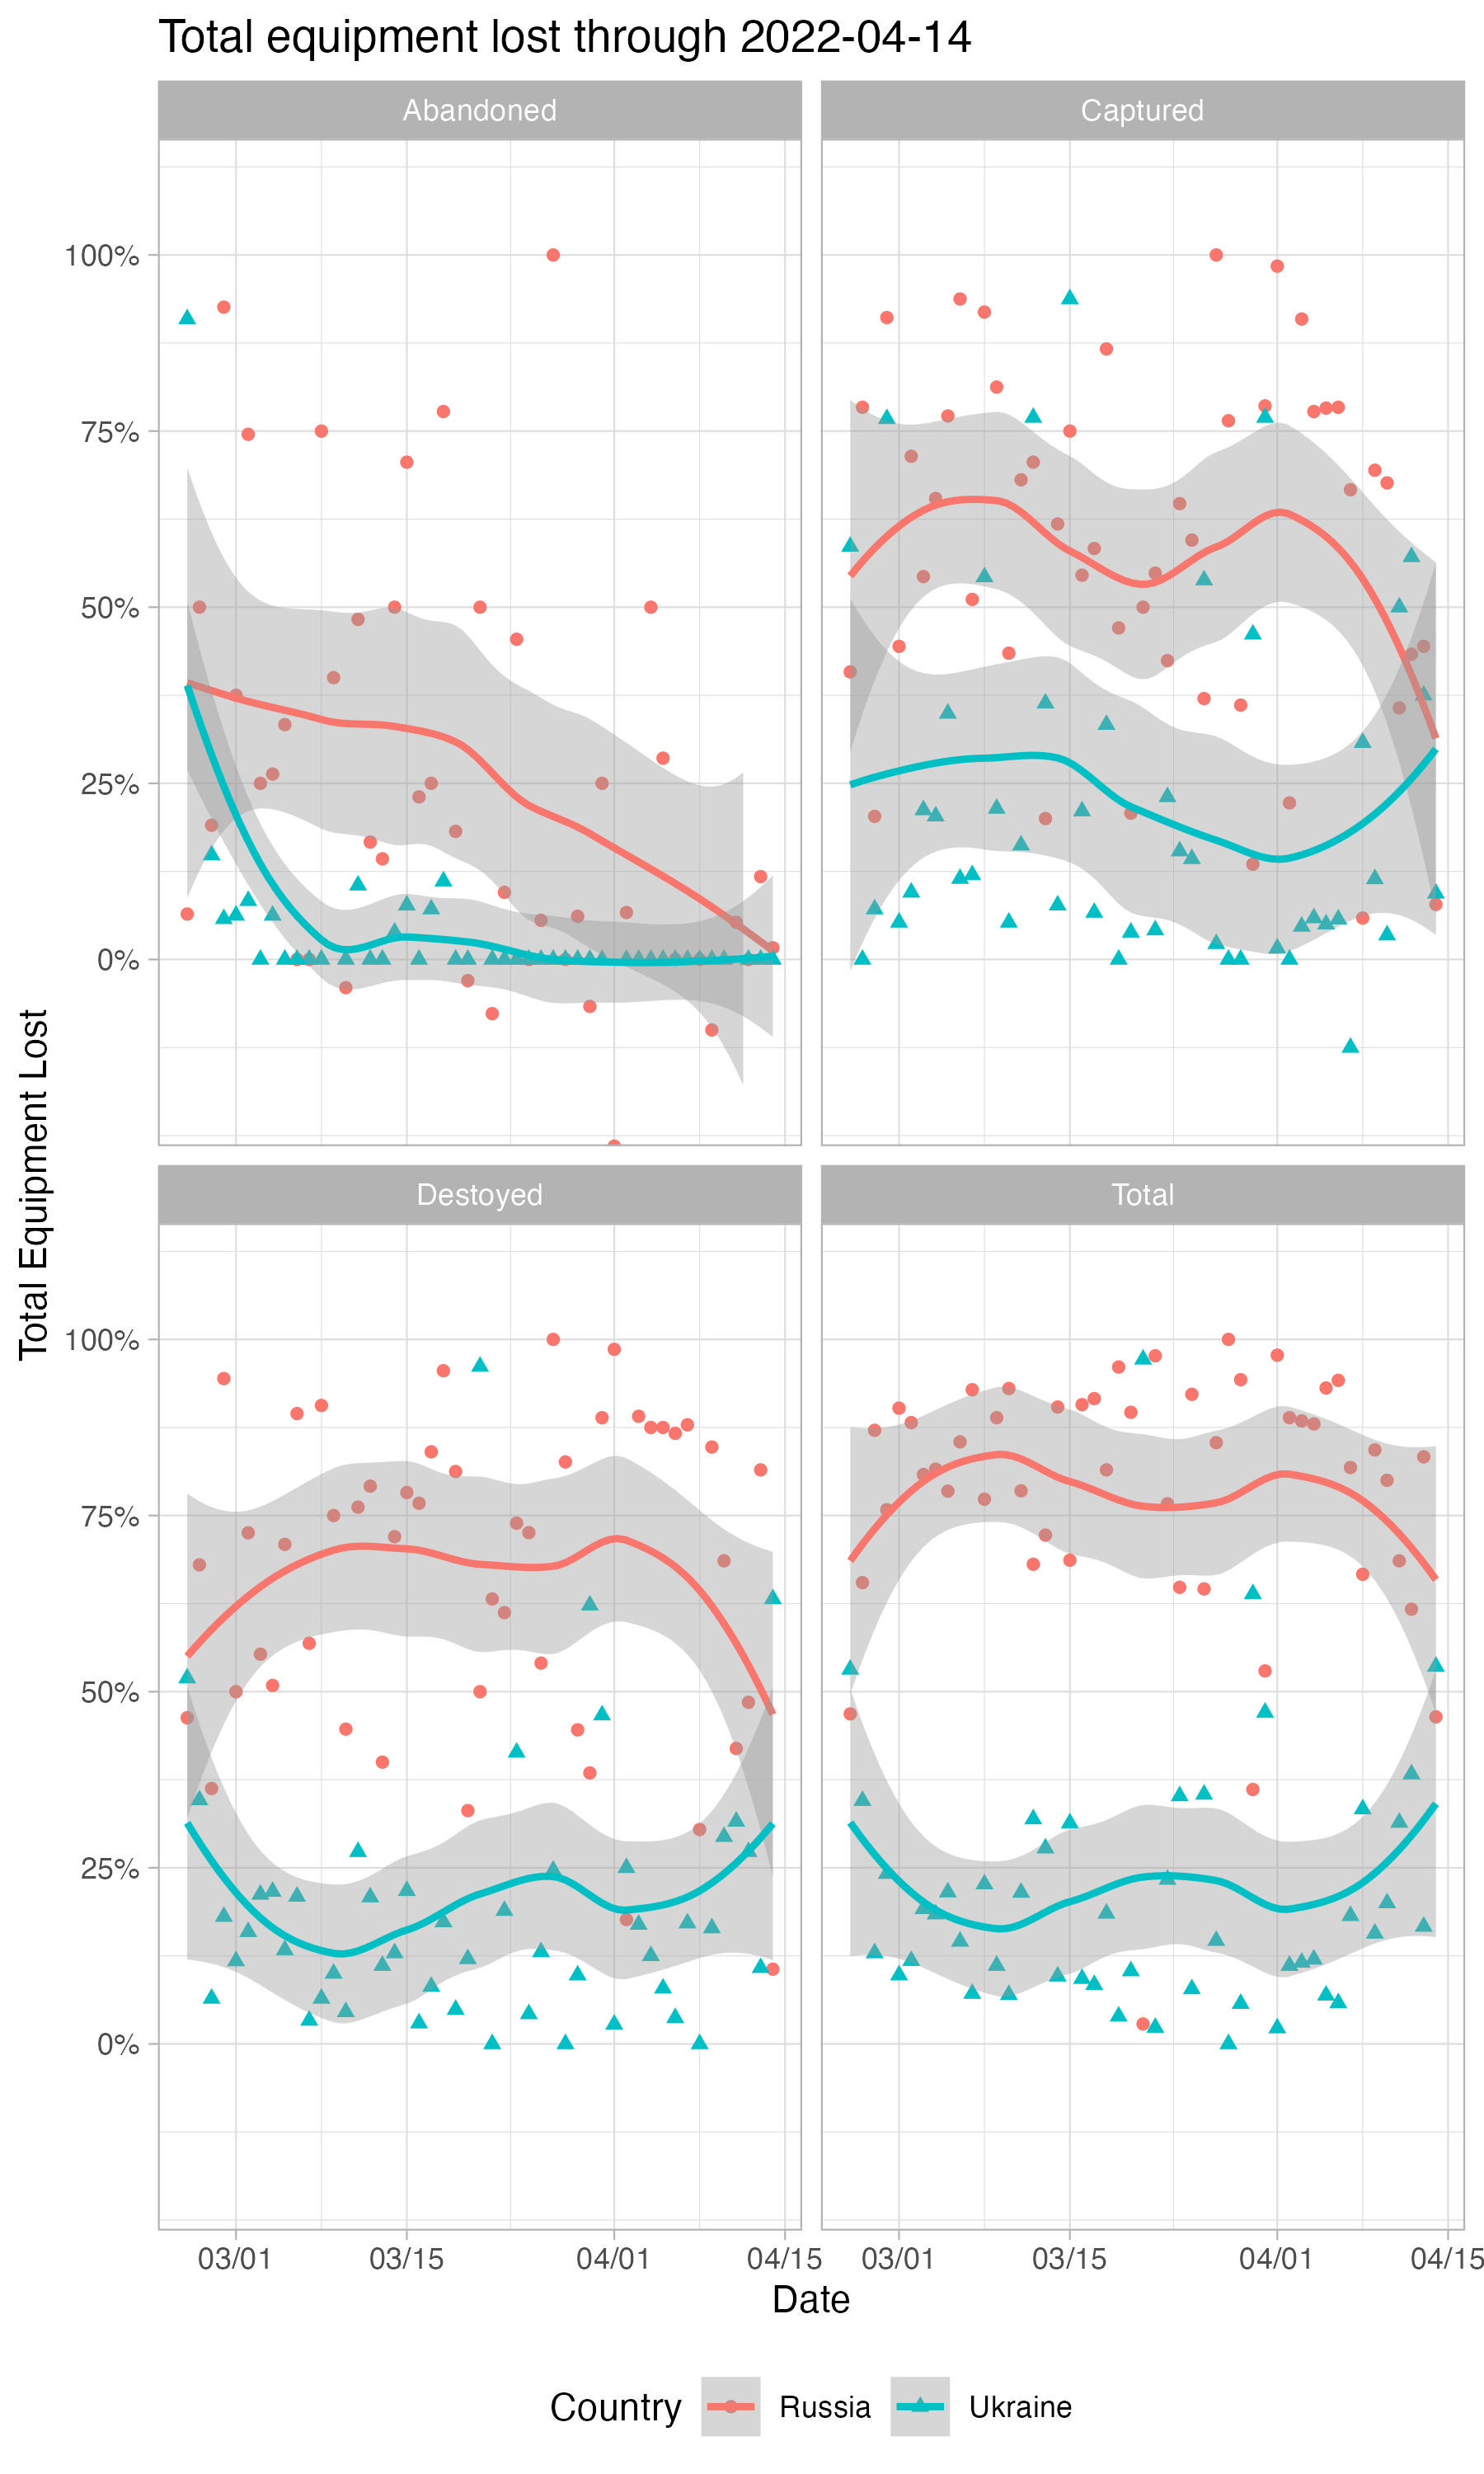 Total equipment lost through 2022-04-14
Abandoned
Captured
100%
75%
50%
25%
0%
Total Equipment Lost
Destoyed
Total
100%
75%
50%
25%
0%
03/01
03/15
04/01
04/15
03/01
03/15
04/01
04/15
Date
Country
Russia
Ukraine